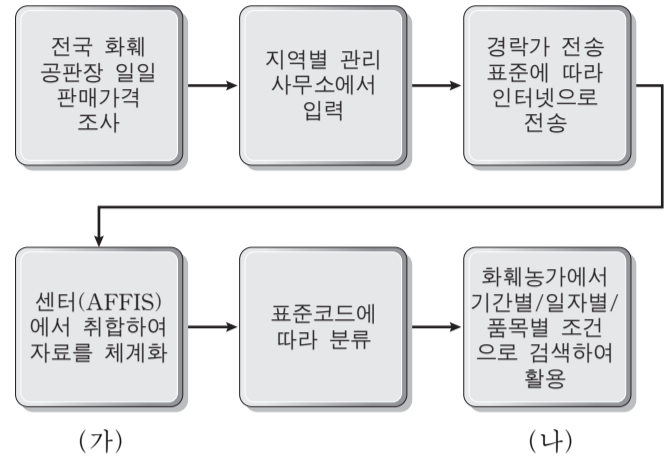 전국 화훼
공판장 일일
판매가격
조사
지역별 관리
사무소에서
입력
경락가 전송
표준에 따라
인터넷으로
전송
센터(AFFIS)
에서 취합하여
자료를 체계화
표준코드에
따라 분류
화훼농가에서
기간별/일자별/
품목별 조건
으로 검색하여
활용
(가)
(나)